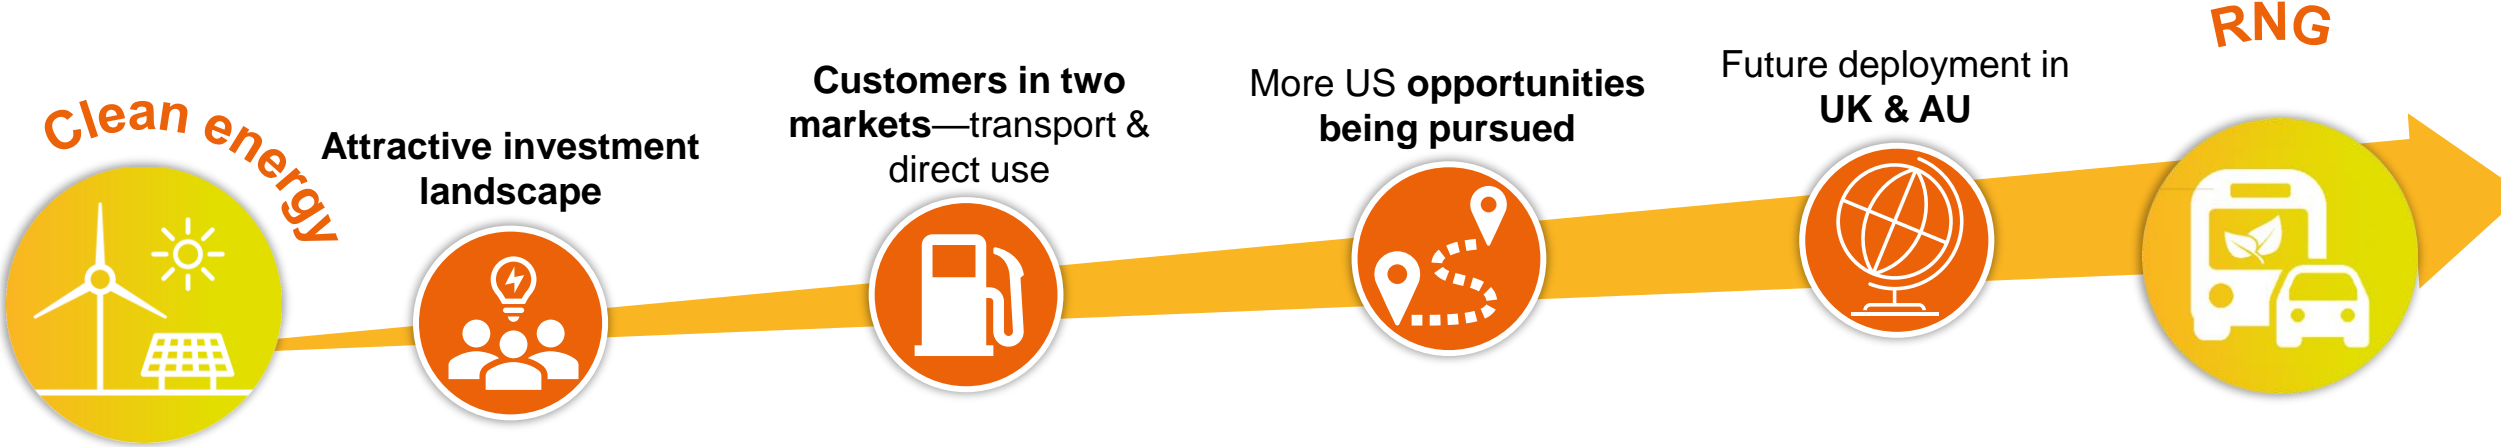 Clean energy
Attractive investment
landscape
Customers in two
markets—transport &
direct use
More US opportunities
being pursued
Future deployment in
UK & AU
RNG